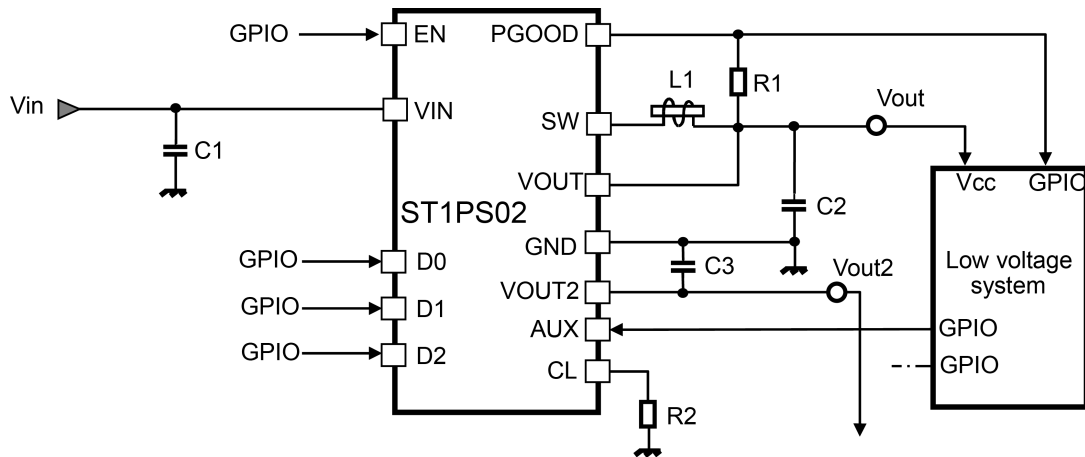 GPIO
EN
PGOOD
R1
L1
Vout
Vin
VIN
SW
C1
VOUT
Vcc
GPIO
ST1PS02
C2
GND
GPIO
D0
C3
Vout2
Low voltage
system
VOUT2
GPIO
D1
AUX
GPIO
GPIO
D2
CL
GPIO
R2